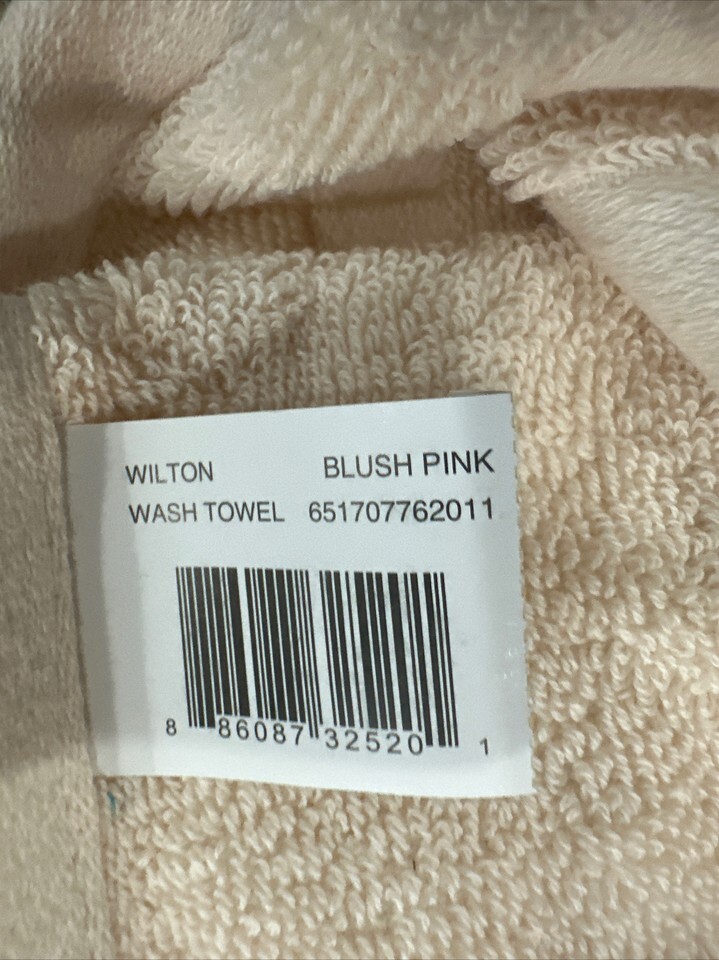 WILTON BLUSH PINK
WASH TOWEL 651707762011
8 86087 32520 1